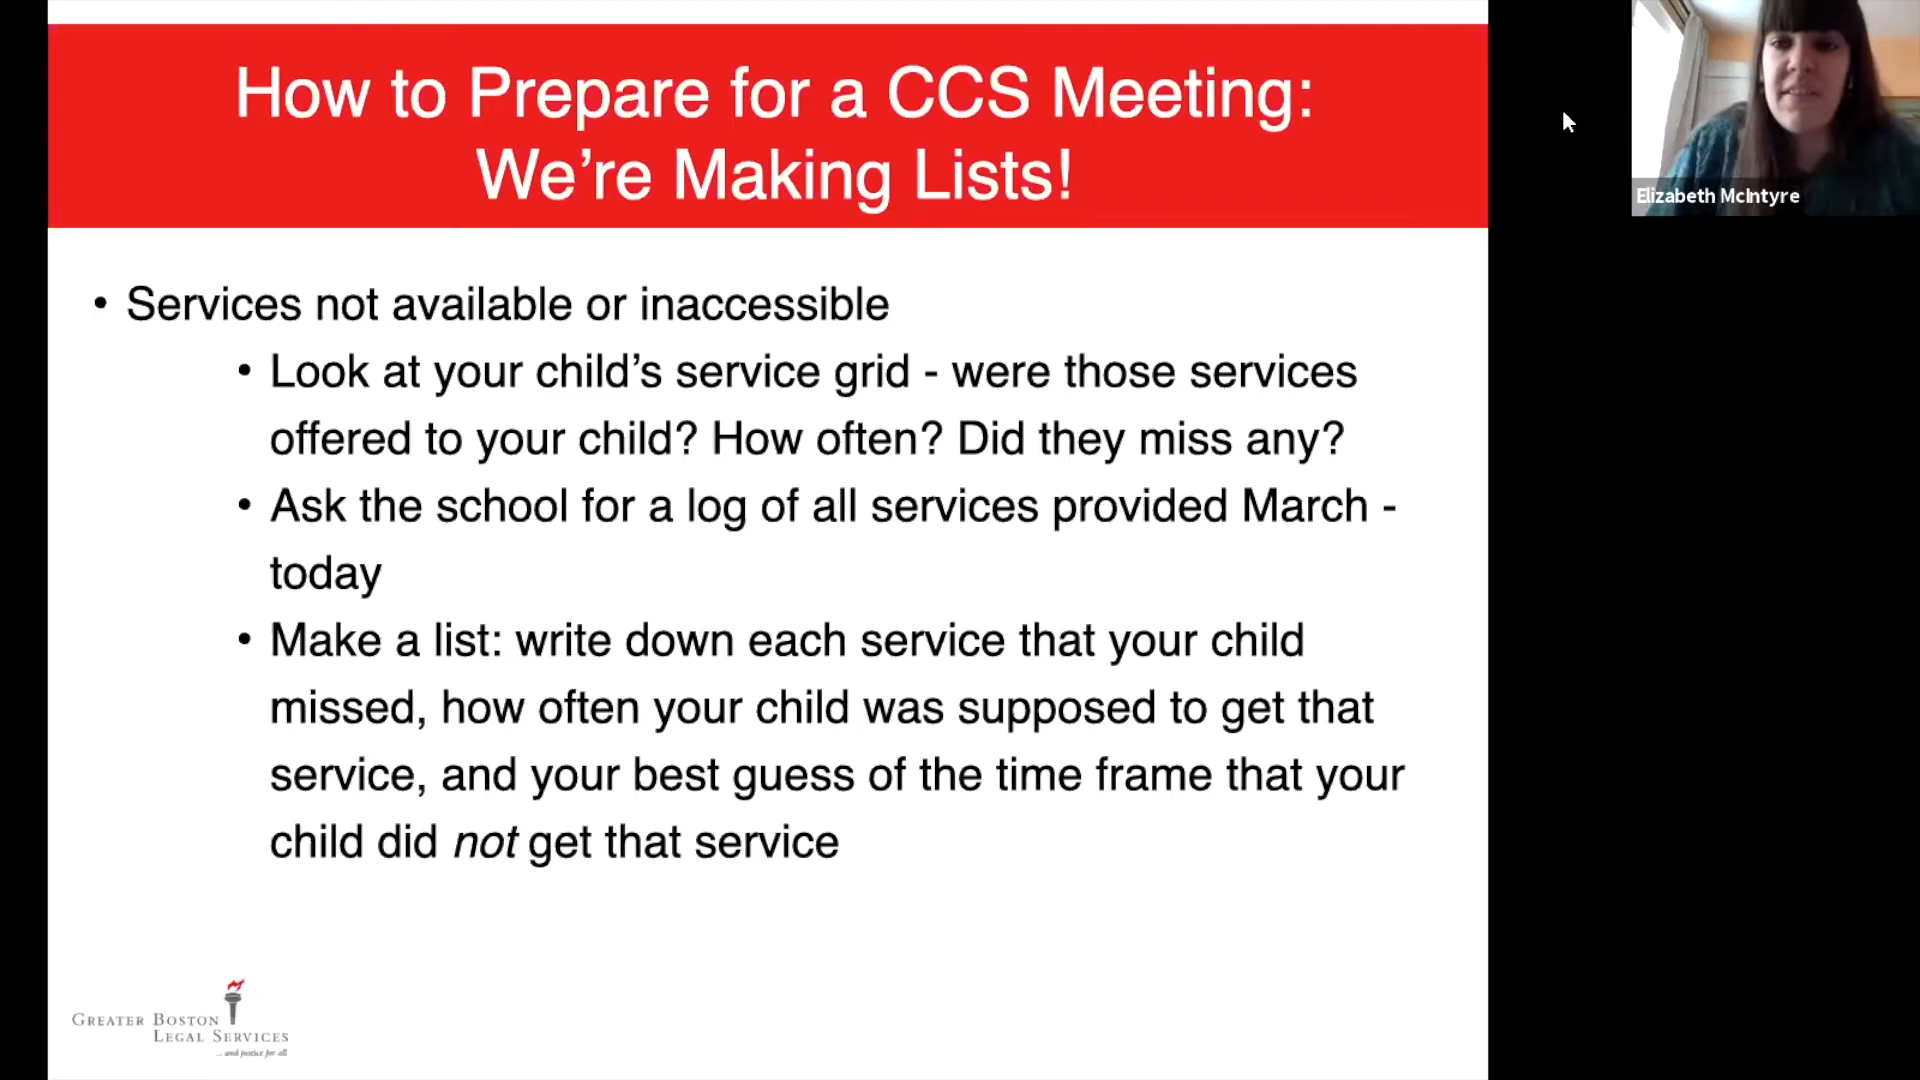 How to Prepare for a CCS Meeting:
We’re Making Lists!
• Services not available or inaccessible
• Look at your child’s service grid - were those services
offered to your child? How often? Did they miss any?
• Ask the school for a log of all services provided March -
today
• Make a list: write down each service that your child
missed, how often your child was supposed to get that
service, and your best guess of the time frame that your
child did not get that service
GREATER BOSTON
LEGAL SERVICES
... and justice for all
Elizabeth McIntyre